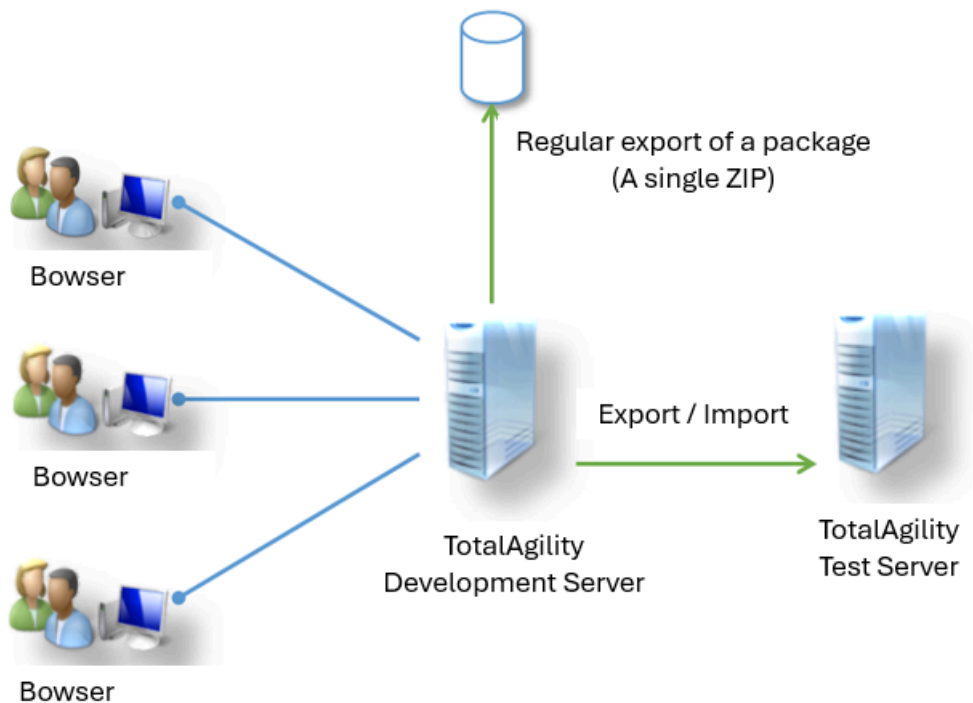 Regular export of a package
(A single ZIP)
Bowser
Bowser
Export / Import
TotalAgility
Development Server
TotalAgility
Test Server
Bowser